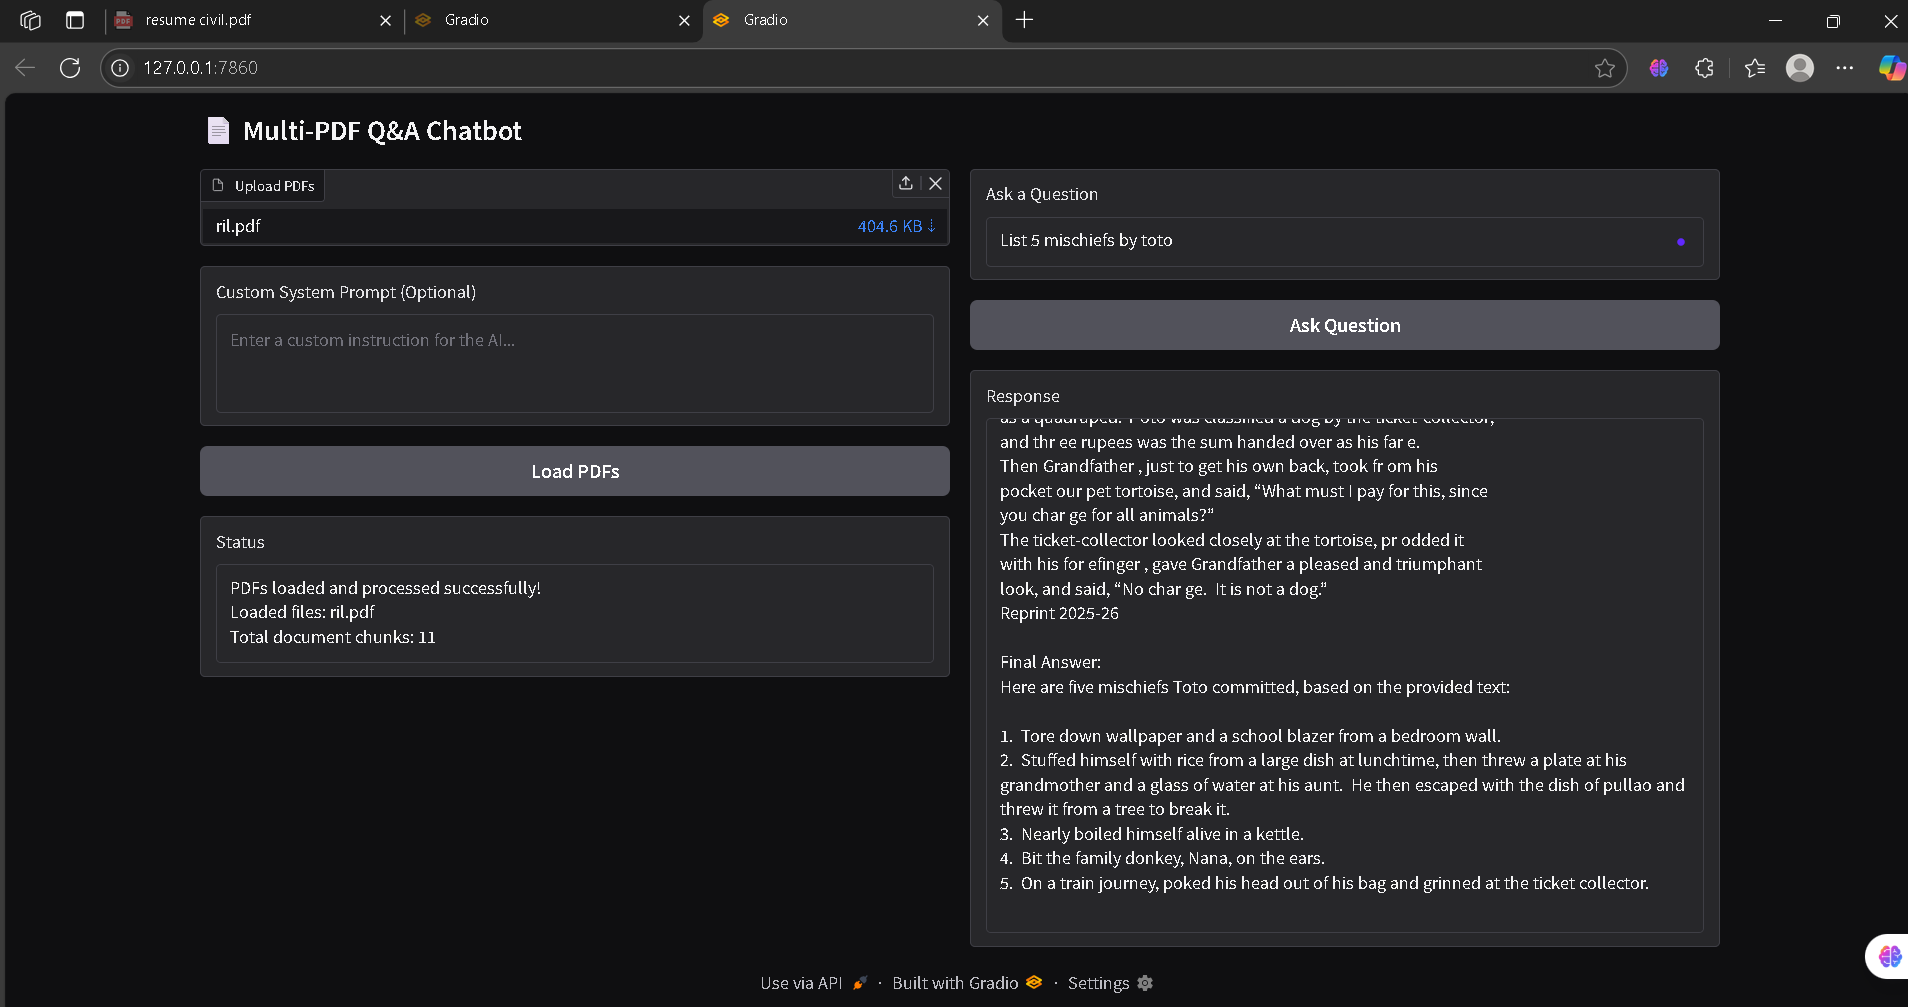 resume civil.pdf
Gradio
Gradio
127.0.0.1:7860
Multi-PDF Q&A Chatbot
Upload PDFs
ril.pdf
404.6 KB ↓
Custom System Prompt (Optional)
Enter a custom instruction for the AI...
Load PDFs
Status
PDFs loaded and processed successfully!
Loaded files: ril.pdf
Total document chunks: 11
Ask a Question
List 5 mischiefs by toto
Ask Question
Response
as a quadruped. Toto was classified a dog by the ticket-collector,
and thr ee rupees was the sum handed over as his far e.
Then Grandfather , just to get his own back, took fr om his
pocket our pet tortoise, and said, “What must I pay for this, since
you char ge for all animals?”
The ticket-collector looked closely at the tortoise, pr odded it
with his for efinger , gave Grandfather a pleased and triumphant
look, and said, “No char ge.  It is not a dog.”
Reprint 2025-26
Final Answer:
Here are five mischiefs Toto committed, based on the provided text:
1.  Tore down wallpaper and a school blazer from a bedroom wall.
2.  Stuffed himself with rice from a large dish at lunchtime, then threw a plate at his
grandmother and a glass of water at his aunt.  He then escaped with the dish of pullao and
threw it from a tree to break it.
3.  Nearly boiled himself alive in a kettle.
4.  Bit the family donkey, Nana, on the ears.
5.  On a train journey, poked his head out of his bag and grinned at the ticket collector.
Use via API · Built with Gradio · Settings